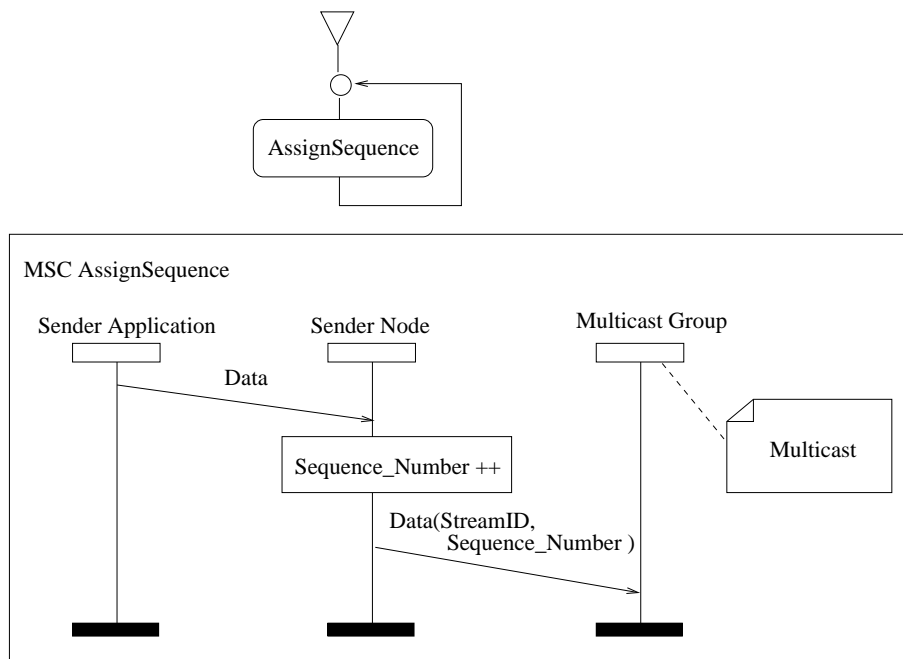 AssignSequence
MSC AssignSequence
Sender Application
Sender Node
Multicast Group
Data
Multicast
Sequence_Number ++
Data(StreamID,
Sequence_Number )